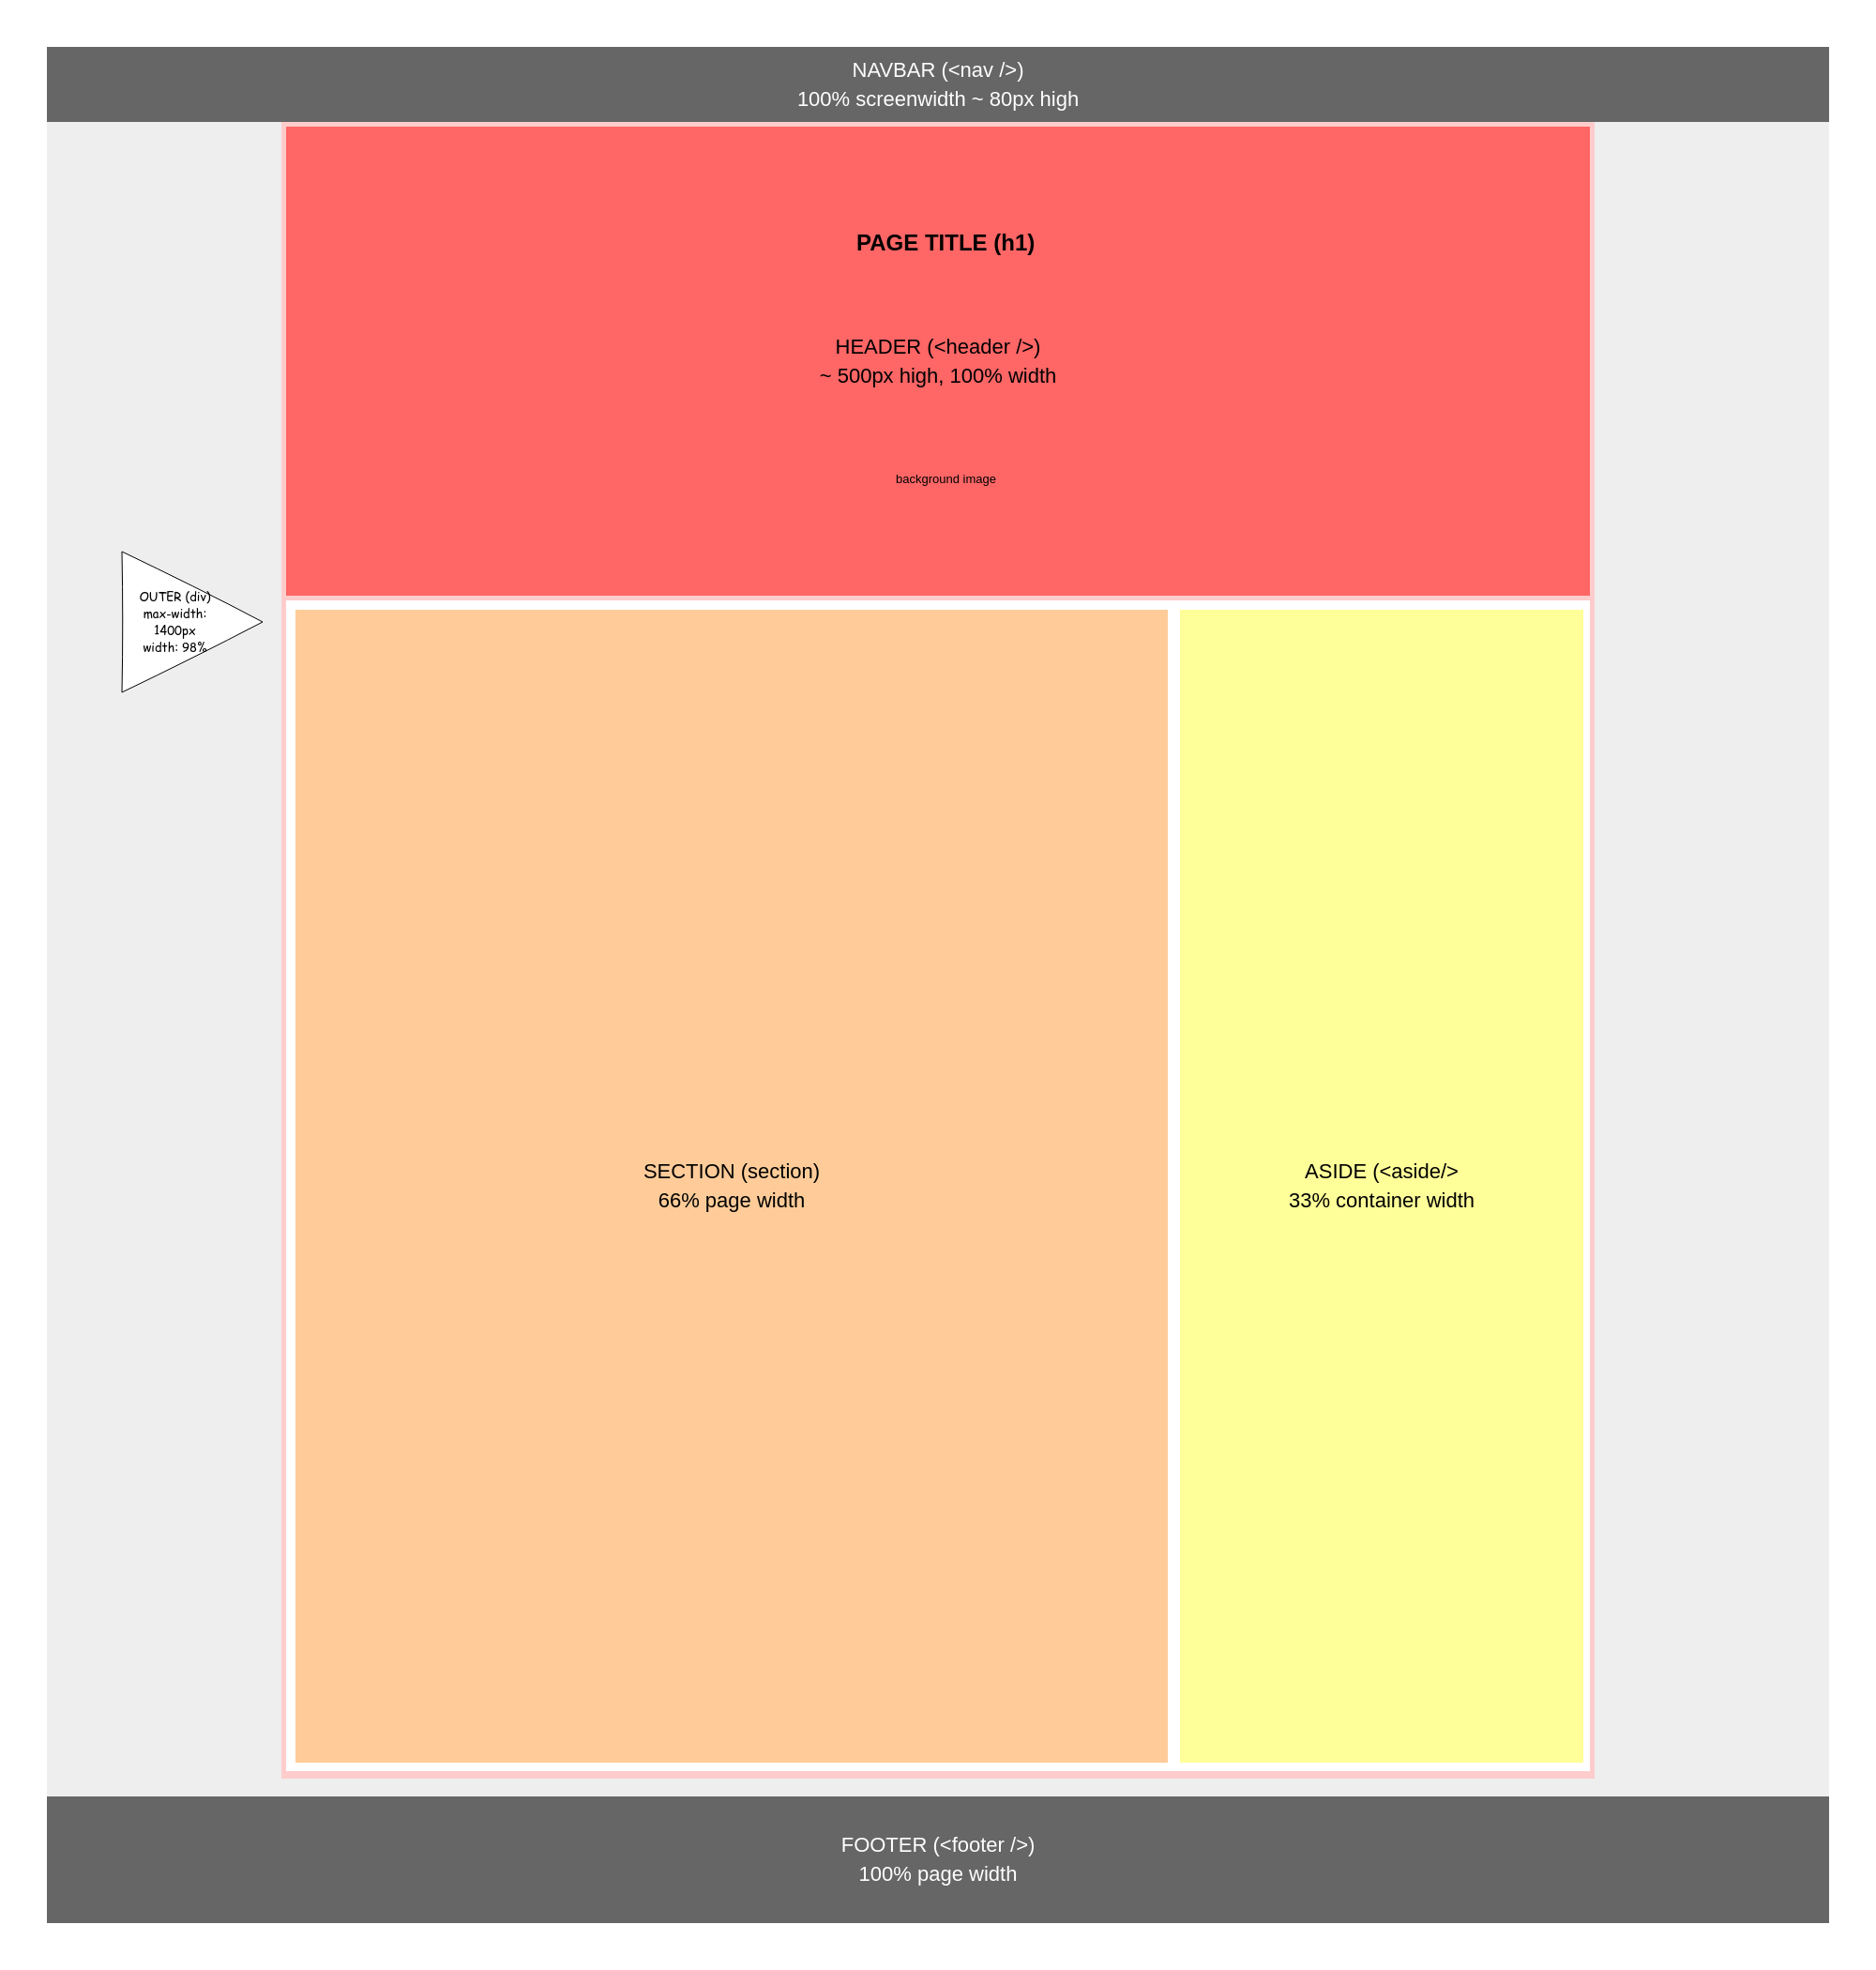 NAVBAR (<nav />)
100% screenwidth ~ 80px high
PAGE TITLE (h1)
HEADER (<header />)
~ 500px high, 100% width
background image
OUTER (div)
max-width:
1400px
width: 98%
SECTION (section)
66% page width
ASIDE (<aside/>
33% container width
FOOTER (<footer />)
100% page width